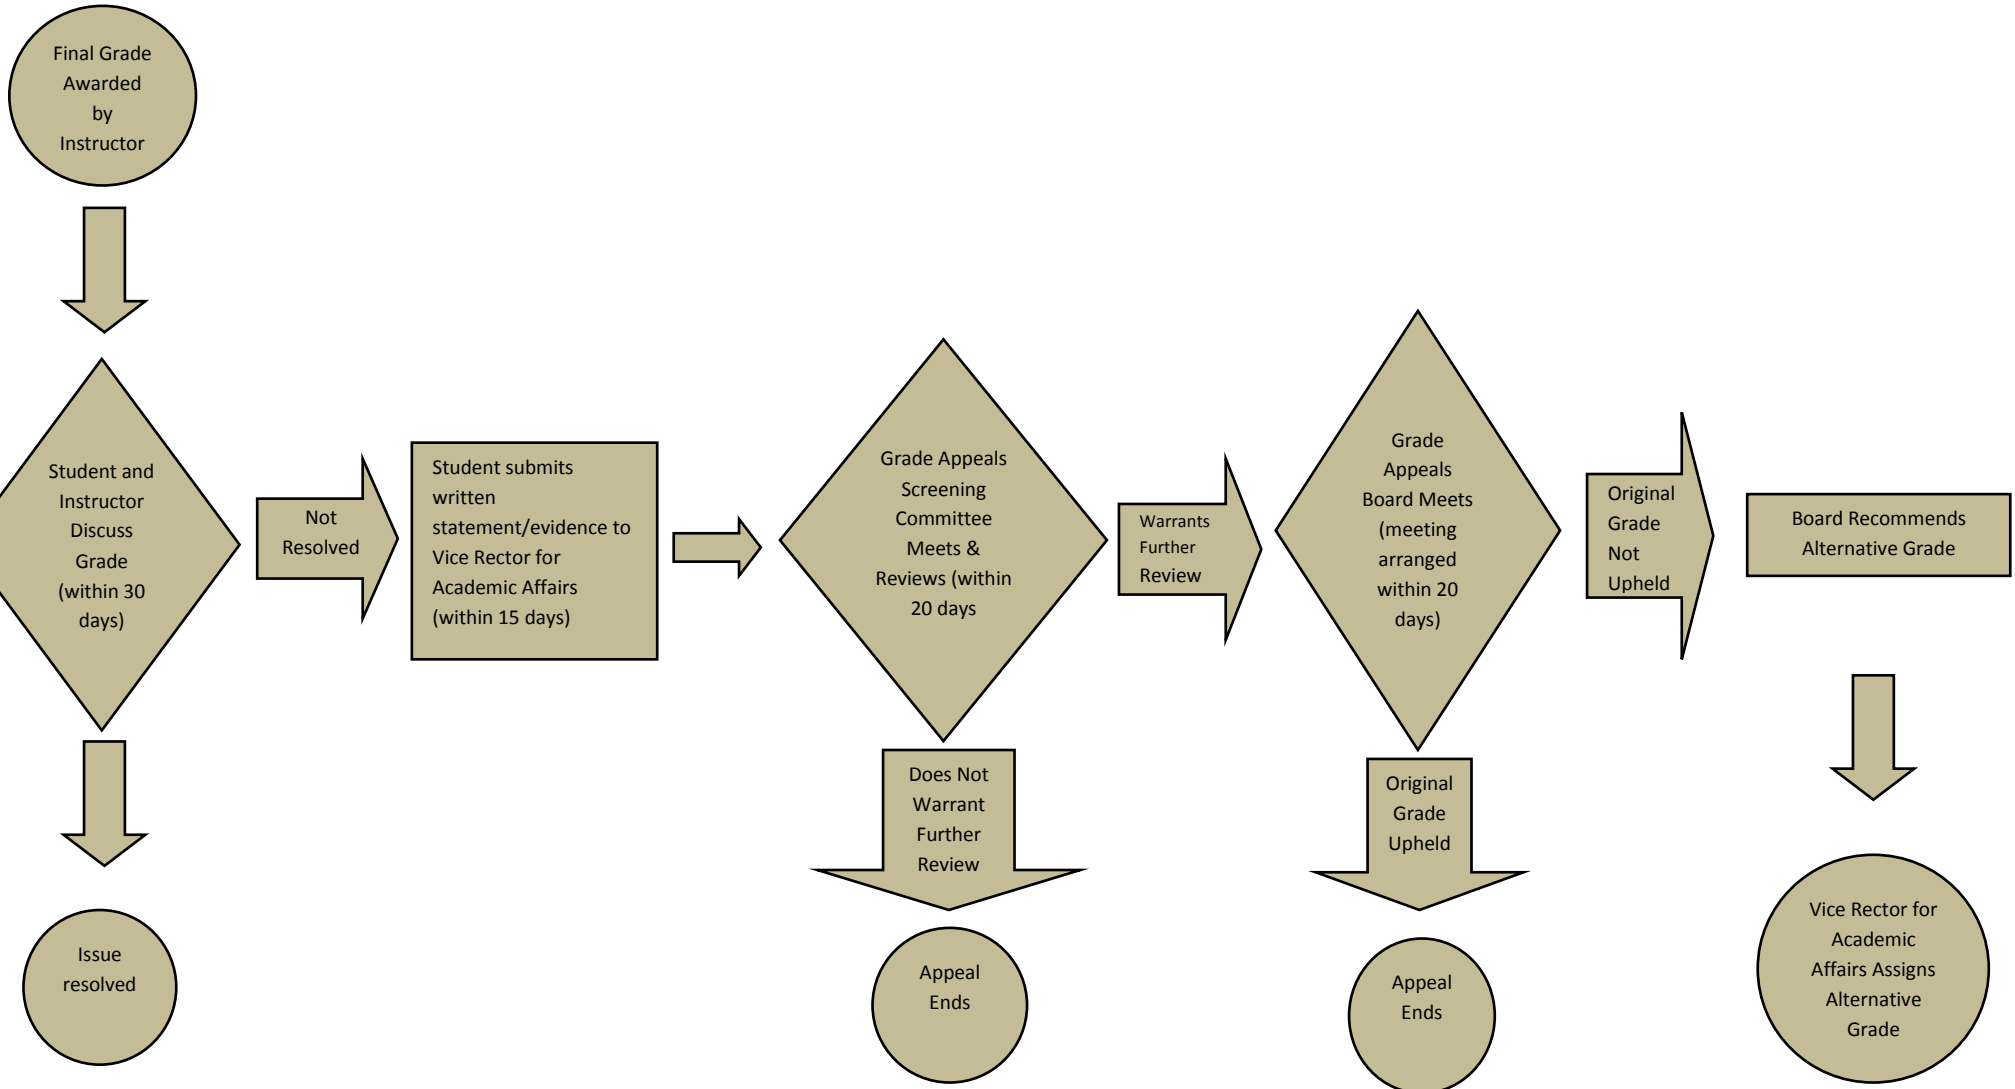 Final Grade
Awarded
by
Instructor
Student and
Instructor
Discuss
Grade
(within 30
days)
Not
Resolved
Student submits
written
statement/evidence to
Vice Rector for
Academic Affairs
(within 15 days)
Grade Appeals
Screening
Committee
Meets &
Reviews (within
20 days
Warrants
Further
Review
Grade
Appeals
Board Meets
(meeting
arranged
within 20
days)
Original
Grade
Not
Upheld
Board Recommends
Alternative Grade
Does Not
Warrant
Further
Review
Original
Grade
Upheld
Issue
resolved
Appeal
Ends
Appeal
Ends
Vice Rector for
Academic
Affairs Assigns
Alternative
Grade